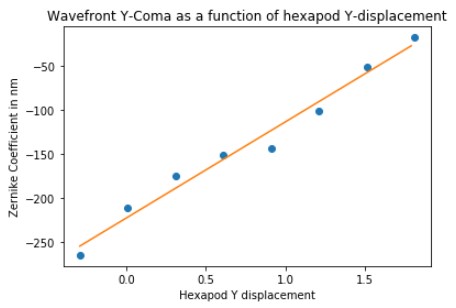 Wavefront Y-Coma as a function of hexapod Y-displacement
Zernike Coefficient in nm
−50
−100
−150
−200
−250
0.0 0.5 1.0 1.5
Hexapod Y displacement